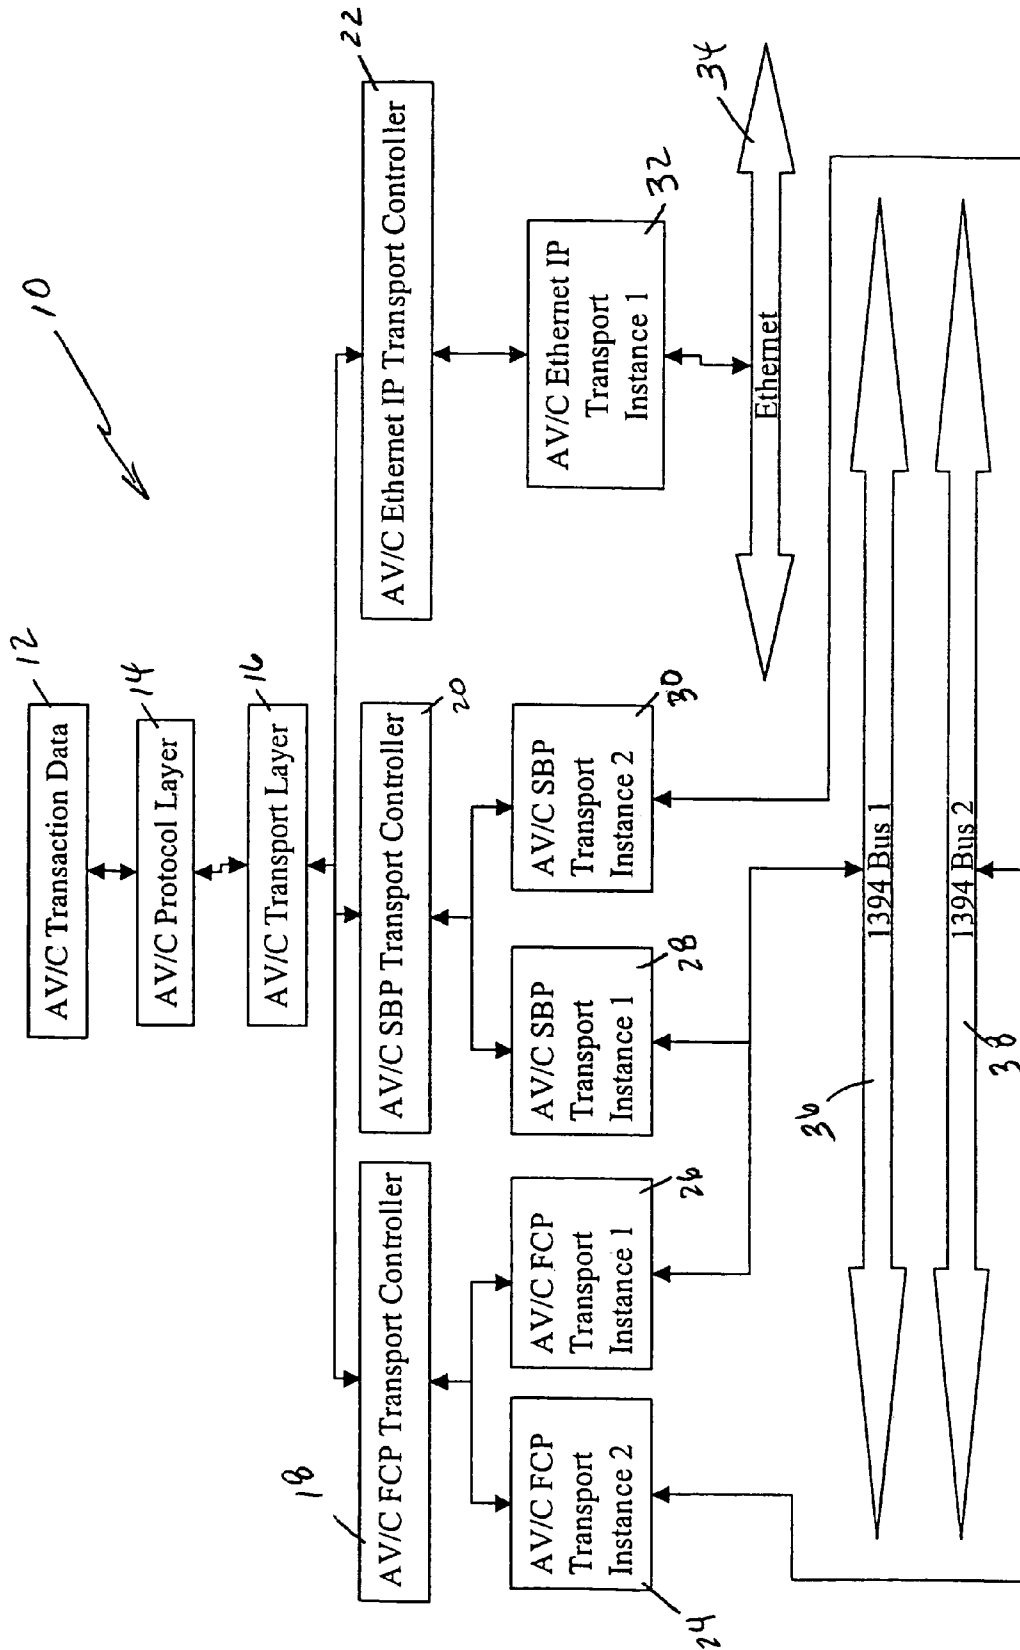 10
AV/C Transaction Data
12
AV/C Protocol Layer
14
AV/C Transport Layer
16
18
AV/C FCP Transport Controller
AV/C SBP Transport Controller
20
AV/C Ethernet IP Transport Controller
22
AV/C FCP
Transport
Instance 2
24
AV/C FCP
Transport
Instance 1
26
AV/C SBP
Transport
Instance 1
28
AV/C SBP
Transport
Instance 2
30
AV/C Ethernet IP
Transport
Instance 1
32
Ethernet
34
36
1394 Bus 1
1394 Bus 2
38